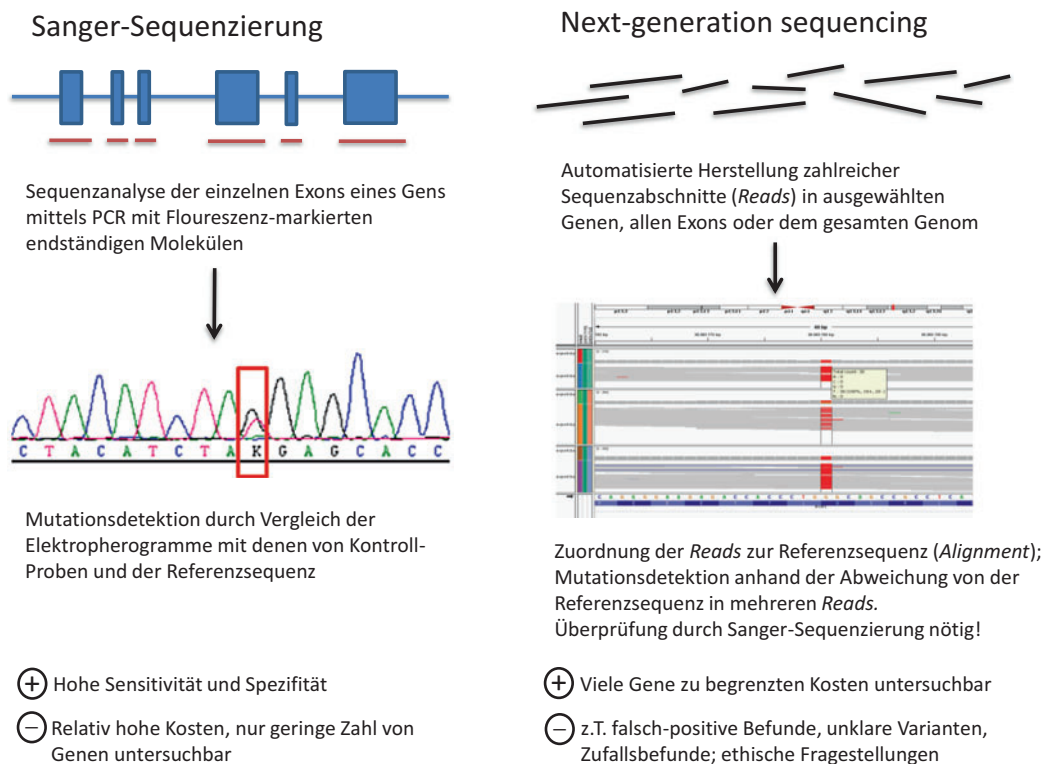 Sanger-Sequenzierung
Sequenzanalyse der einzelnen Exons eines Gens
mittels PCR mit Floureszenz-markierten
endständigen Molekülen
C T A C A T C T A K G A G C A C C
Mutationsdetektion durch Vergleich der
Elektropherogramme mit denen von Kontroll-
Proben und der Referenzsequenz
+ Hohe Sensitivität und Spezifität
− Relativ hohe Kosten, nur geringe Zahl von
Genen untersuchbar
Next-generation sequencing
Automatisierte Herstellung zahlreicher
Sequenzabschnitte (Reads) in ausgewählten
Genen, allen Exons oder dem gesamten Genom
Zuordnung der Reads zur Referenzsequenz (Alignment);
Mutationsdetektion anhand der Abweichung von der
Referenzsequenz in mehreren Reads.
Überprüfung durch Sanger-Sequenzierung nötig!
+ Viele Gene zu begrenzten Kosten untersuchbar
− z.T. falsch-positive Befunde, unklare Varianten,
Zufallsbefunde; ethische Fragestellungen